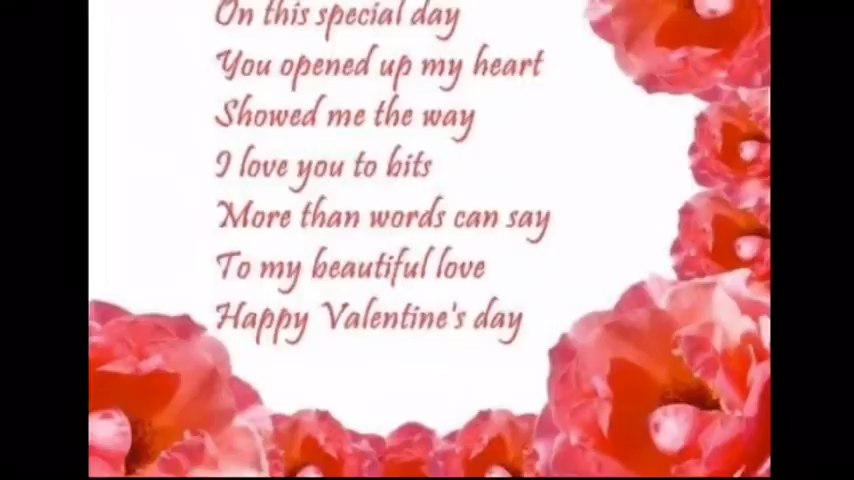 On this special day
You opened up my heart
Showed me the way
I love you to bits
More than words can say
To my beautiful love
Happy Valentine's day